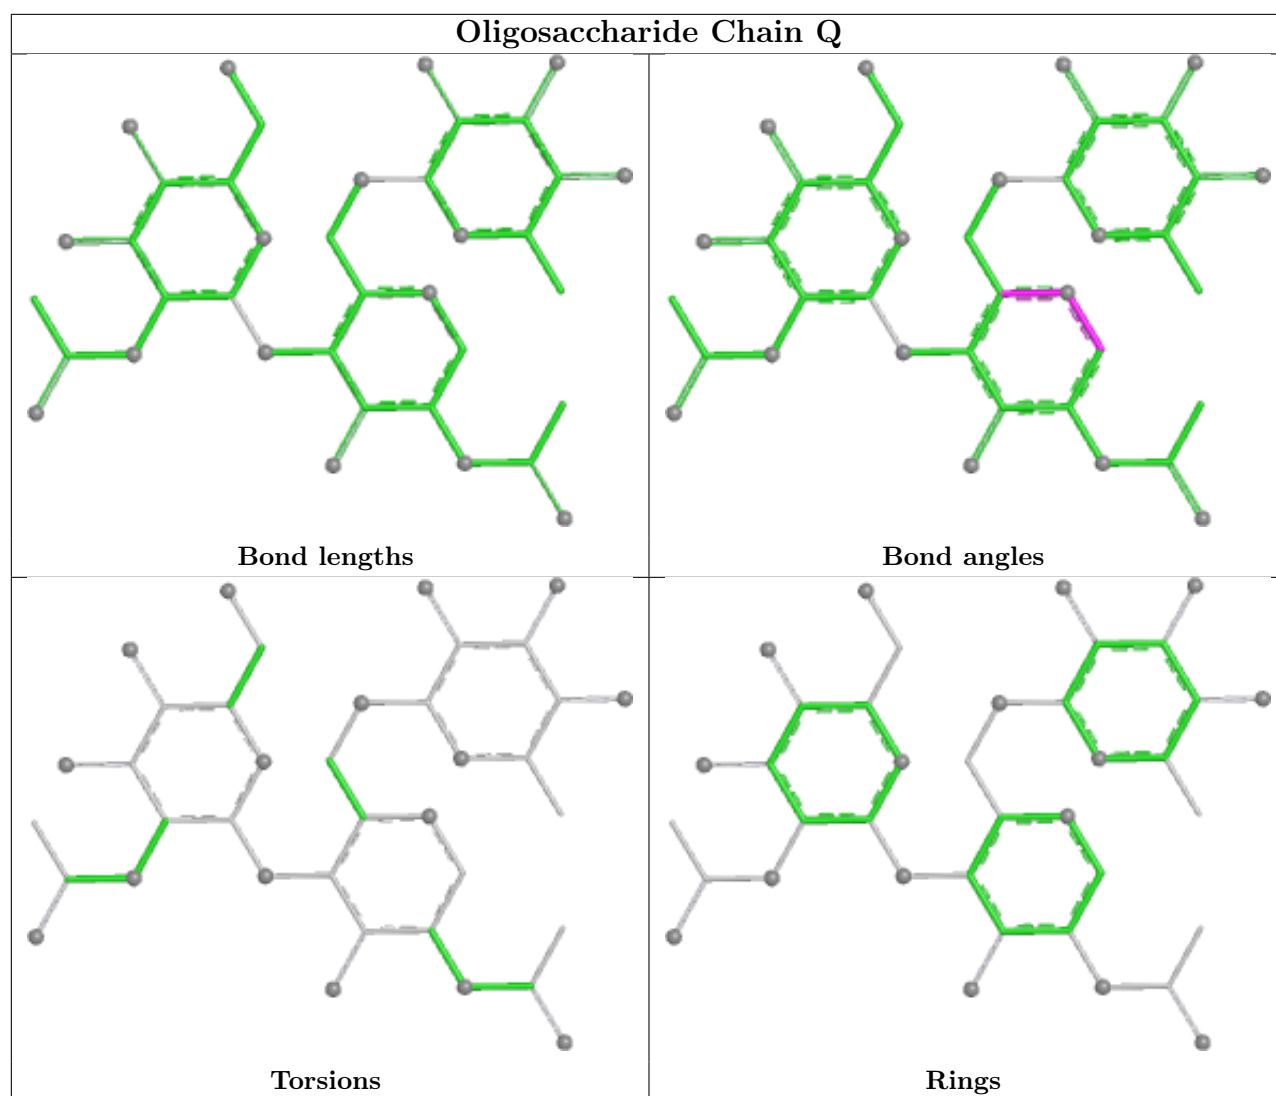 Oligosaccharide Chain Q
Bond lengths
Bond angles
Torsions
Rings